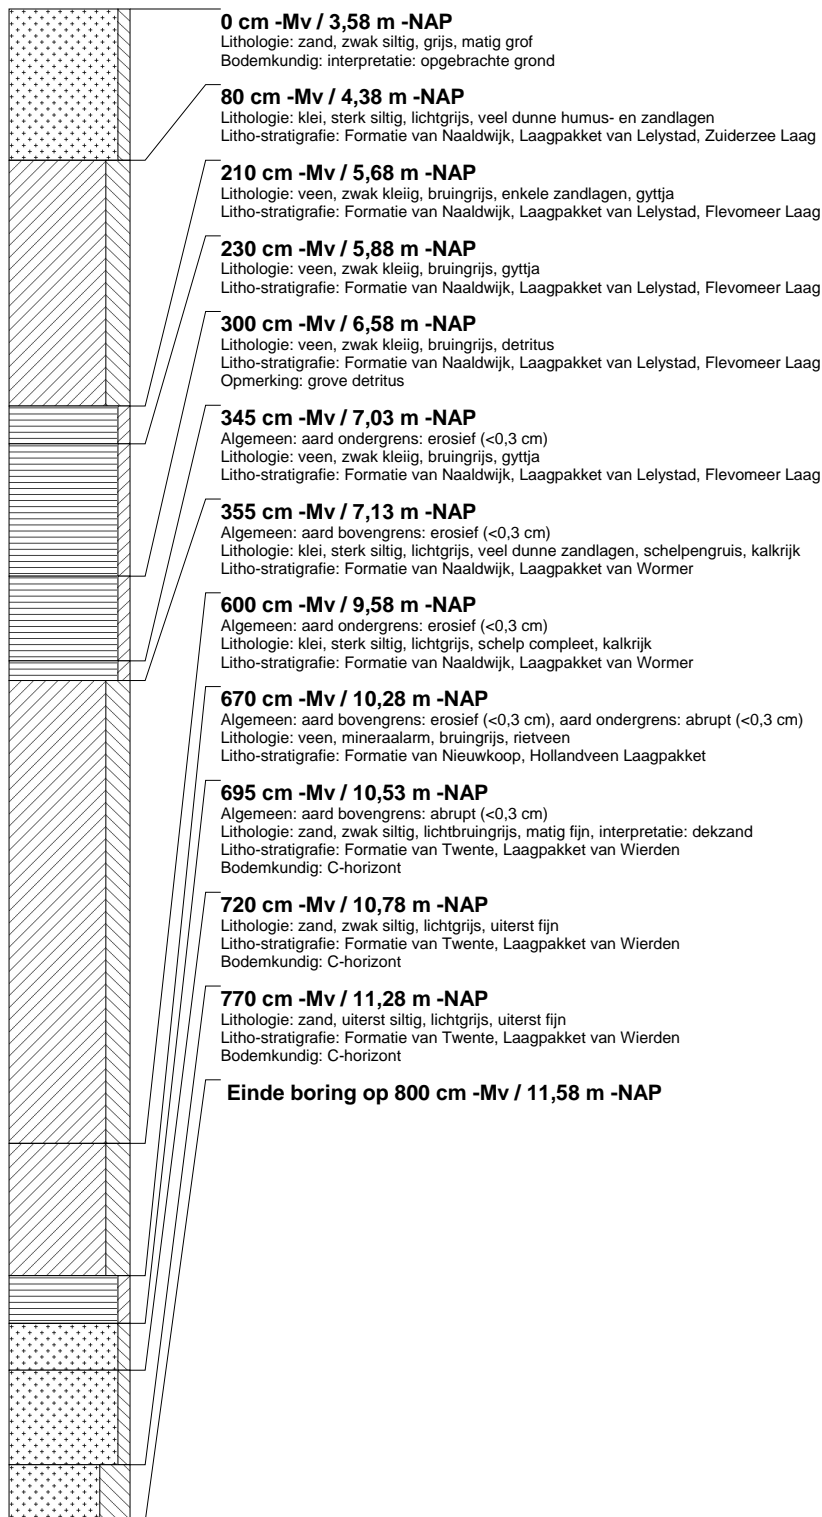 0 cm -Mv / 3,58 m -NAP
Lithologie: zand, zwak siltig, grijs, matig grof
Bodemkundig: interpretatie: opgebrachte grond
80 cm -Mv / 4,38 m -NAP
Lithologie: klei, sterk siltig, lichtgrijs, veel dunne humus- en zandlagen
Litho-stratigrafie: Formatie van Naaldwijk, Laagpakket van Lelystad, Zuiderzee Laag
210 cm -Mv / 5,68 m -NAP
Lithologie: veen, zwak kleiig, bruingrijs, enkele zandlagen, gyttja
Litho-stratigrafie: Formatie van Naaldwijk, Laagpakket van Lelystad, Flevomeer Laag
230 cm -Mv / 5,88 m -NAP
Lithologie: veen, zwak kleiig, bruingrijs, gyttja
Litho-stratigrafie: Formatie van Naaldwijk, Laagpakket van Lelystad, Flevomeer Laag
300 cm -Mv / 6,58 m -NAP
Lithologie: veen, zwak kleiig, bruingrijs, detritus
Litho-stratigrafie: Formatie van Naaldwijk, Laagpakket van Lelystad, Flevomeer Laag
Opmerking: grove detritus
345 cm -Mv / 7,03 m -NAP
Algemeen: aard ondergrens: erosief (<0,3 cm)
Lithologie: veen, zwak kleiig, bruingrijs, gyttja
Litho-stratigrafie: Formatie van Naaldwijk, Laagpakket van Lelystad, Flevomeer Laag
355 cm -Mv / 7,13 m -NAP
Algemeen: aard bovengrens: erosief (<0,3 cm)
Lithologie: klei, sterk siltig, lichtgrijs, veel dunne zandlagen, schelpengruis, kalkrijk
Litho-stratigrafie: Formatie van Naaldwijk, Laagpakket van Wormer
600 cm -Mv / 9,58 m -NAP
Algemeen: aard ondergrens: erosief (<0,3 cm)
Lithologie: klei, sterk siltig, lichtgrijs, schelp compleet, kalkrijk
Litho-stratigrafie: Formatie van Naaldwijk, Laagpakket van Wormer
670 cm -Mv / 10,28 m -NAP
Algemeen: aard bovengrens: erosief (<0,3 cm), aard ondergrens: abrupt (<0,3 cm)
Lithologie: veen, mineraalarm, bruingrijs, rietveen
Litho-stratigrafie: Formatie van Nieuwkoop, Hollandveen Laagpakket
695 cm -Mv / 10,53 m -NAP
Algemeen: aard bovengrens: abrupt (<0,3 cm)
Lithologie: zand, zwak siltig, lichtbruingrijs, matig fijn, interpretatie: dekzand
Litho-stratigrafie: Formatie van Twente, Laagpakket van Wierden
Bodemkundig: C-horizont
720 cm -Mv / 10,78 m -NAP
Lithologie: zand, zwak siltig, lichtgrijs, uiterst fijn
Litho-stratigrafie: Formatie van Twente, Laagpakket van Wierden
Bodemkundig: C-horizont
770 cm -Mv / 11,28 m -NAP
Lithologie: zand, uiterst siltig, lichtgrijs, uiterst fijn
Litho-stratigrafie: Formatie van Twente, Laagpakket van Wierden
Bodemkundig: C-horizont
Einde boring op 800 cm -Mv / 11,58 m -NAP